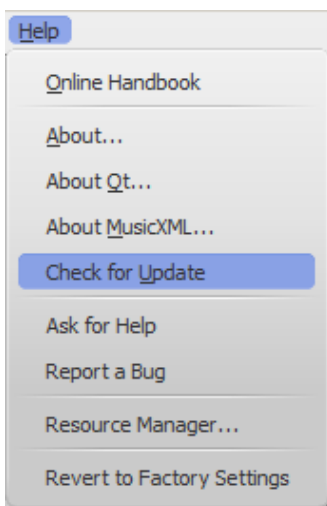 Help
Online Handbook
About...
About Qt...
About MusicXML...
Check for Update
Ask for Help
Report a Bug
Resource Manager...
Revert to Factory Settings